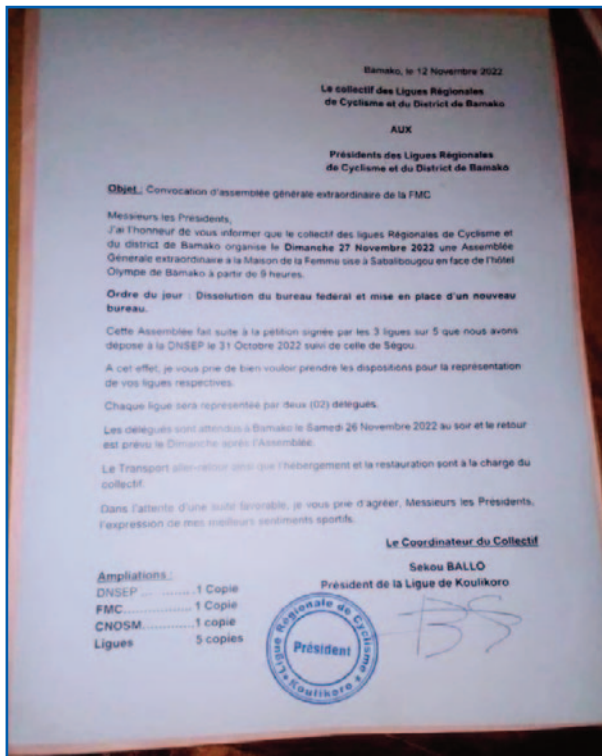 Bamako, le 12 Novembre 2022
Le collectif des Ligues Régionales
de Cyclisme et du District de Bamako
AUX
Présidents des Ligues Régionales
de Cyclisme et du District de Bamako
Objet : Convocation d'assemblée générale extraordinaire de la FMC
Messieurs les Présidents,
J'ai l'honneur de vous informer que le collectif des ligues Régionales de Cyclisme et
du district de Bamako organise le Dimanche 27 Novembre 2022 une Assemblée
Générale extraordinaire à la Maison de la Femme sise à Sabalibougou en face de l'hôtel
Olympe de Bamako à partir de 9 heures.
Ordre du jour : Dissolution du bureau federal et mise en place d'un nouveau
bureau.
Cette Assemblée fait suite à la pétition signée par les 3 ligues sur 5 que nous avons
déposé à la DNSEP le 31 Octobre 2022 suivi de celle de Ségou.
A cet effet, je vous prie de bien vouloir prendre les dispositions pour la représentation
de vos ligues respectives.
Chaque ligue sera représentée par deux (02) délégués.
Les délégués sont attendus à Bamako le Samedi 26 Novembre 2022 au soir et le retour
est prévu le Dimanche après l'Assemblée.
Le Transport aller-retour ainsi que l'hébergement et la restauration sont à la charge du
collectif.
Dans l'attente d'une suite favorable, je vous prie d'agréer, Messieurs les Présidents,
l'expression de mes meilleurs sentiments sportifs.
Le Coordinateur du Collectif
Sekou BALLO
Président de la Ligue de Koulikoro
Ampliations :
DNSEP ... ........1 Copie
FMC.............. 1 Copie
CNOSM..........1 copie
Ligues 5 copies
Ligue Régionale de Cyclisme
Président
Koulikoro